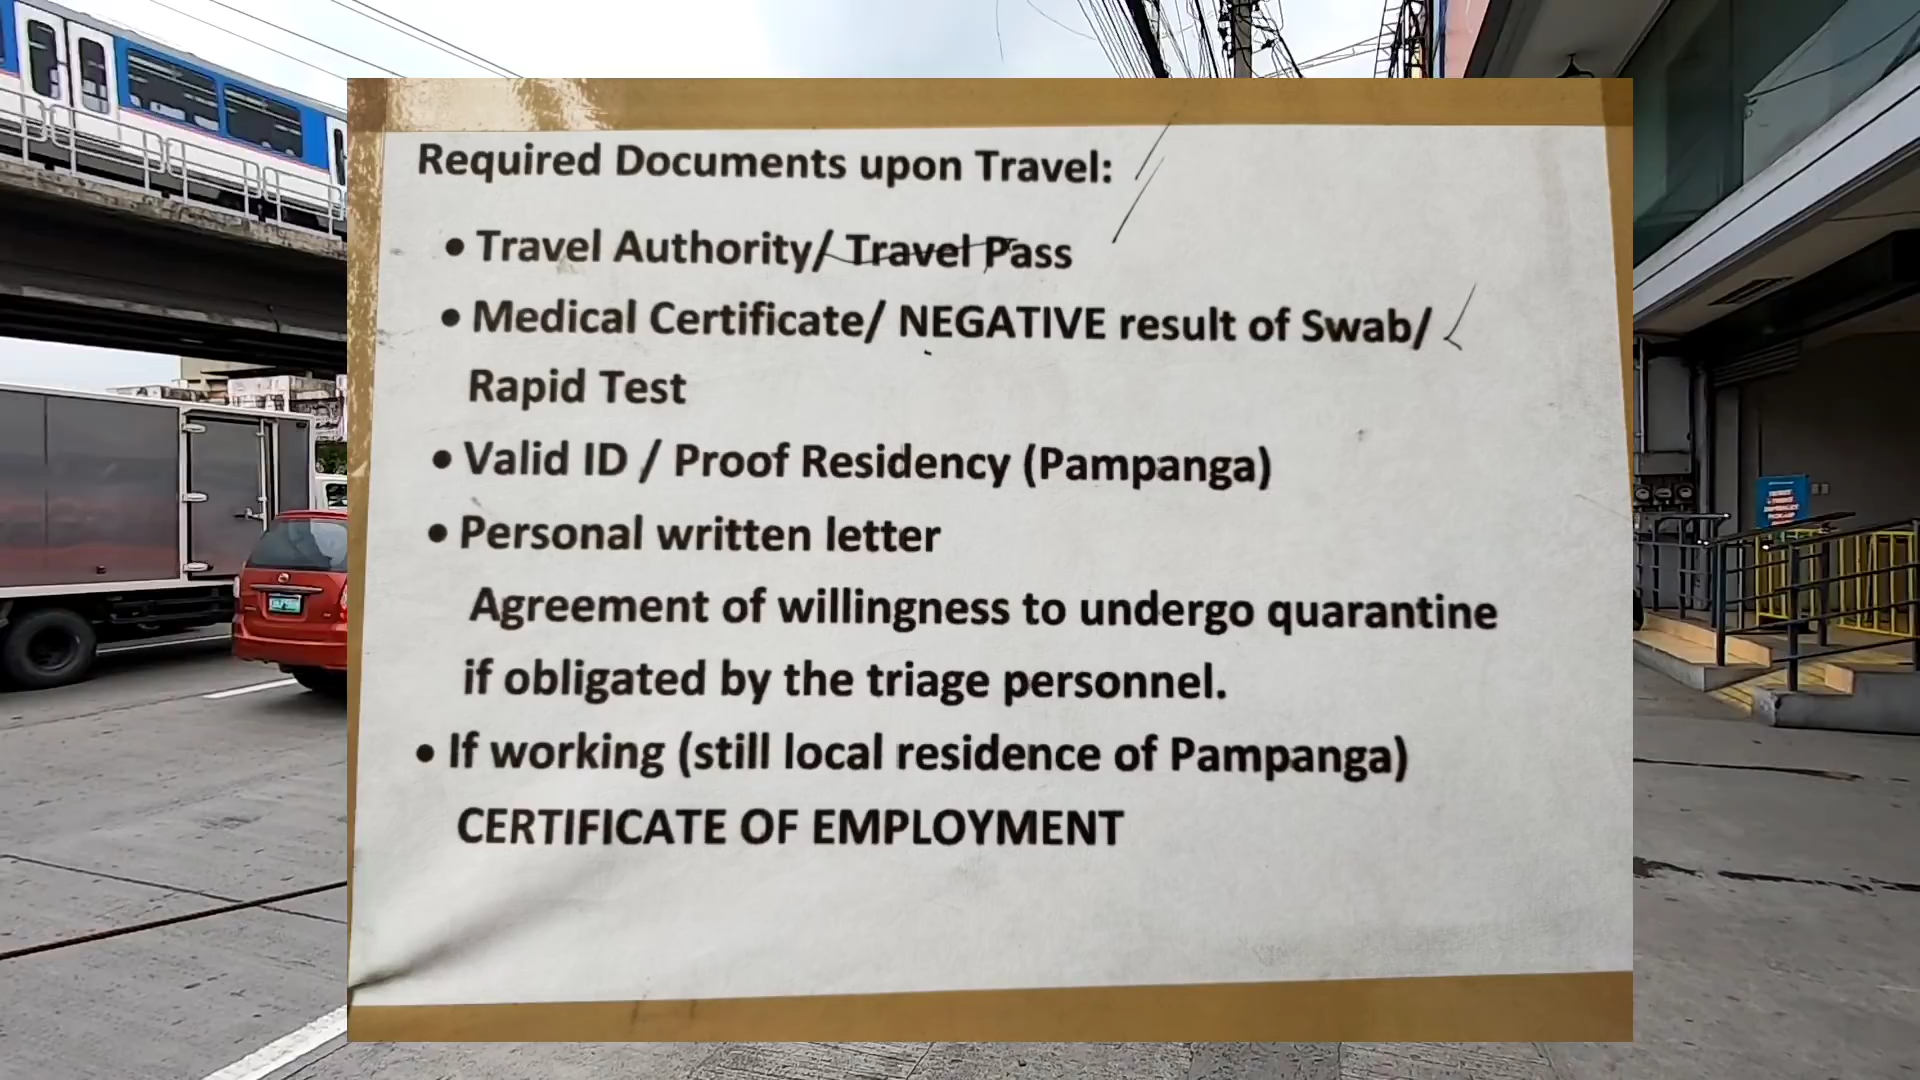 Required Documents upon Travel:
• Travel Authority/ Travel Pass
• Medical Certificate/ NEGATIVE result of Swab/
Rapid Test
• Valid ID / Proof Residency (Pampanga)
• Personal written letter
Agreement of willingness to undergo quarantine
if obligated by the triage personnel.
• If working (still local residence of Pampanga)
CERTIFICATE OF EMPLOYMENT